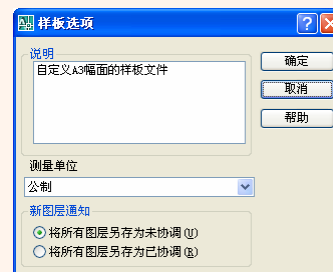 样板选项
说明
自定义A3幅面的样板文件
确定
取消
帮助
测量单位
公制
新图层通知
将所有图层另存为未协调(U)
将所有图层另存为已协调(R)